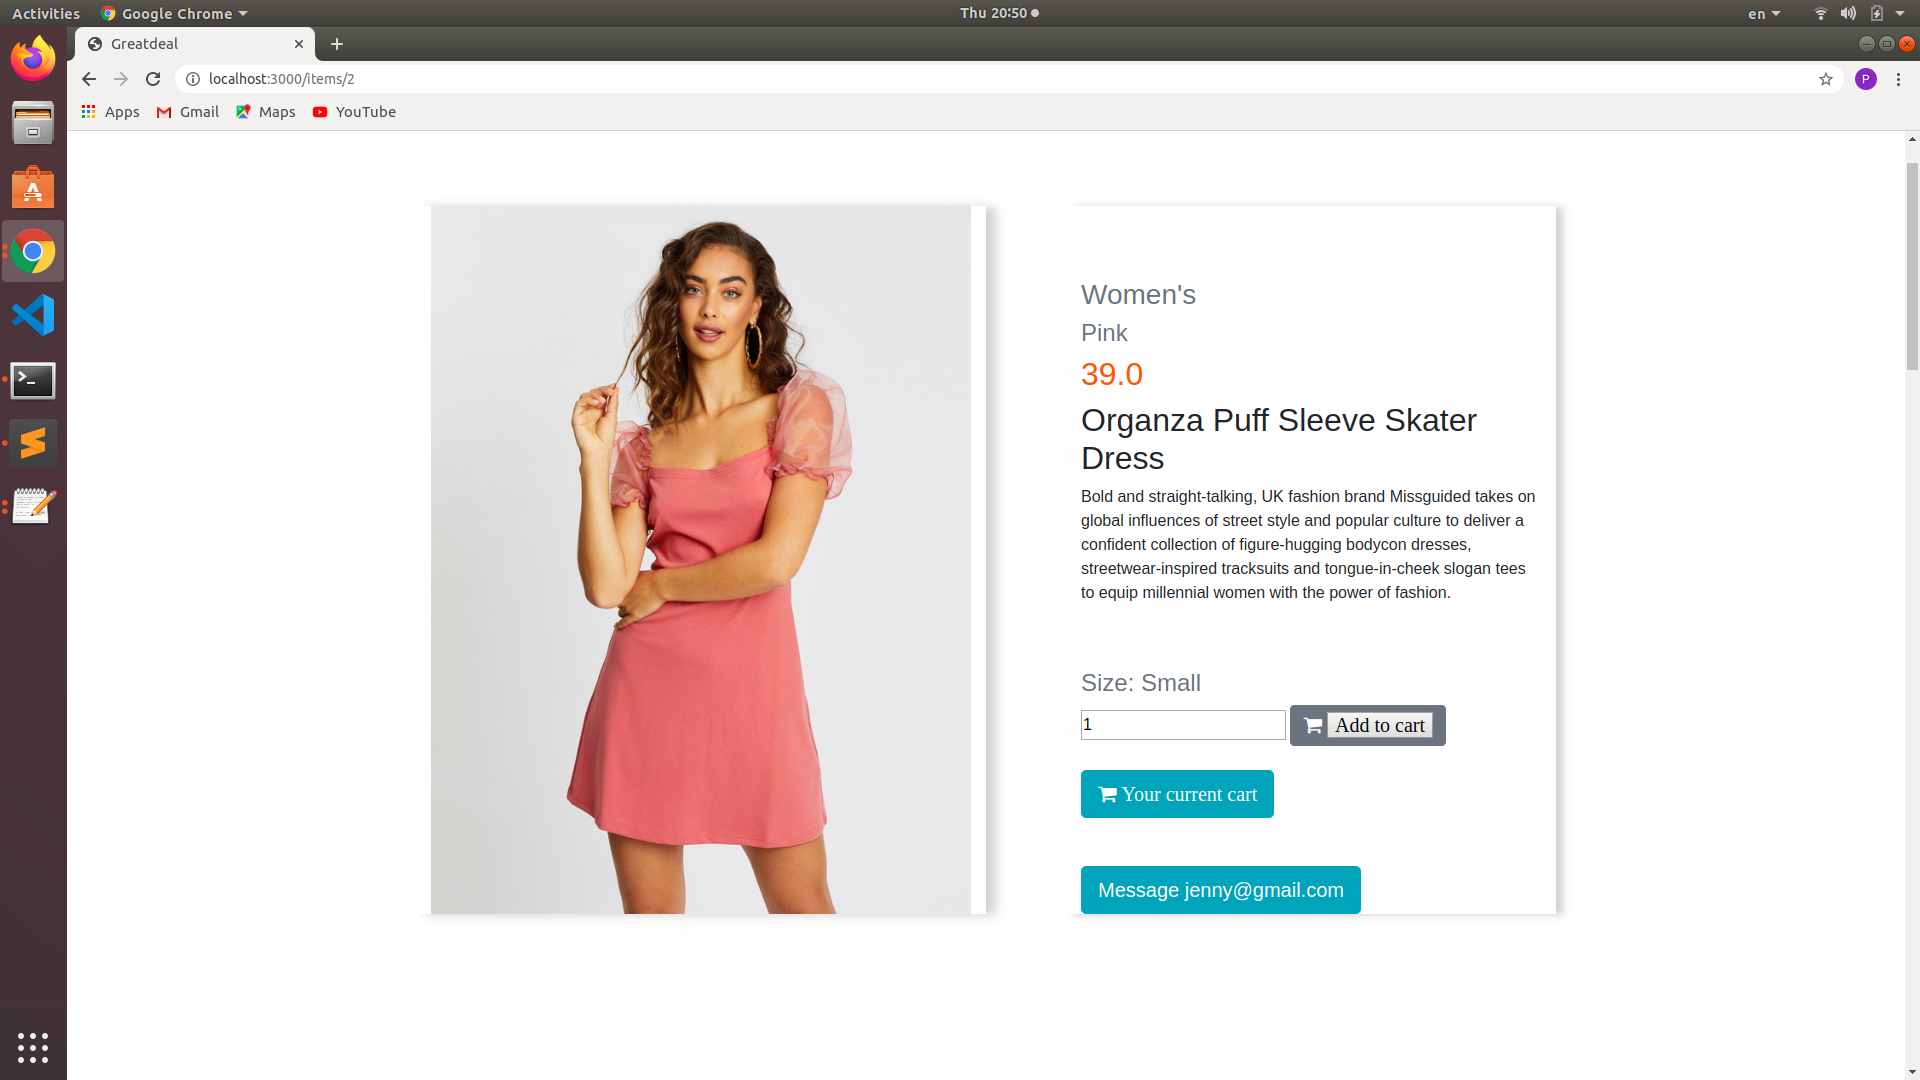 Activities
Google Chrome
Thu 20:50
en
Greatdeal
localhost:3000/items/2
P
Apps
Gmail
Maps
YouTube
Women's
Pink
39.0
Organza Puff Sleeve Skater
Dress
Bold and straight-talking, UK fashion brand Missguided takes on
global influences of street style and popular culture to deliver a
confident collection of figure-hugging bodycon dresses,
streetwear-inspired tracksuits and tongue-in-cheek slogan tees
to equip millennial women with the power of fashion.
Size: Small
1
Add to cart
Your current cart
Message jenny@gmail.com